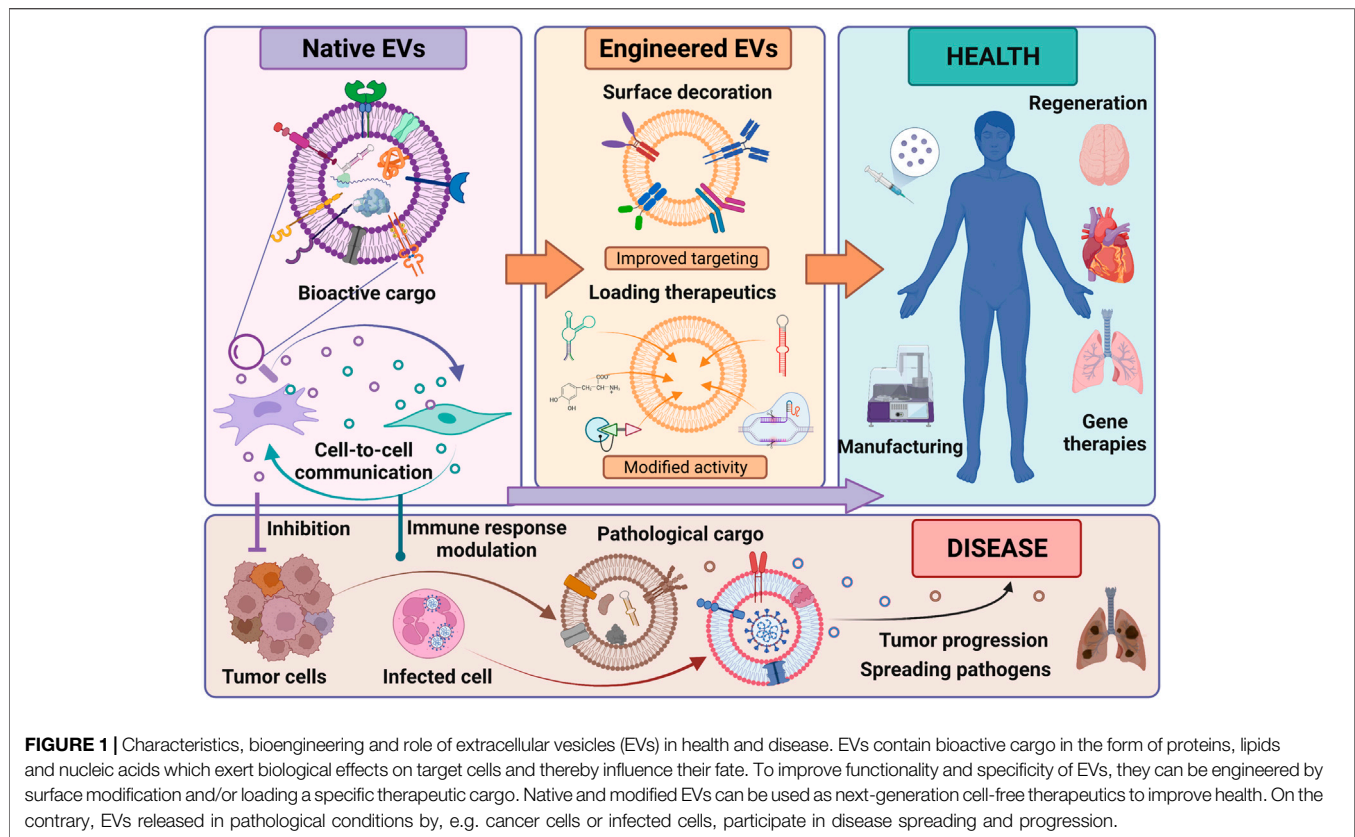 Native EVs
Bioactive cargo
Cell-to-cell
communication
Engineered EVs
Surface decoration
Improved targeting
Loading therapeutics
COO⁻
CH₂—CH—NH₃
+
HO
OH
Modified activity
HEALTH
Regeneration
Manufacturing
Gene
therapies
Inhibition
Immune response
modulation
Pathological cargo
DISEASE
Tumor cells
Infected cell
Tumor progression
Spreading pathogens
FIGURE 1 | Characteristics, bioengineering and role of extracellular vesicles (EVs) in health and disease. EVs contain bioactive cargo in the form of proteins, lipids
and nucleic acids which exert biological effects on target cells and thereby influence their fate. To improve functionality and specificity of EVs, they can be engineered by
surface modification and/or loading a specific therapeutic cargo. Native and modified EVs can be used as next-generation cell-free therapeutics to improve health. On the
contrary, EVs released in pathological conditions by, e.g. cancer cells or infected cells, participate in disease spreading and progression.